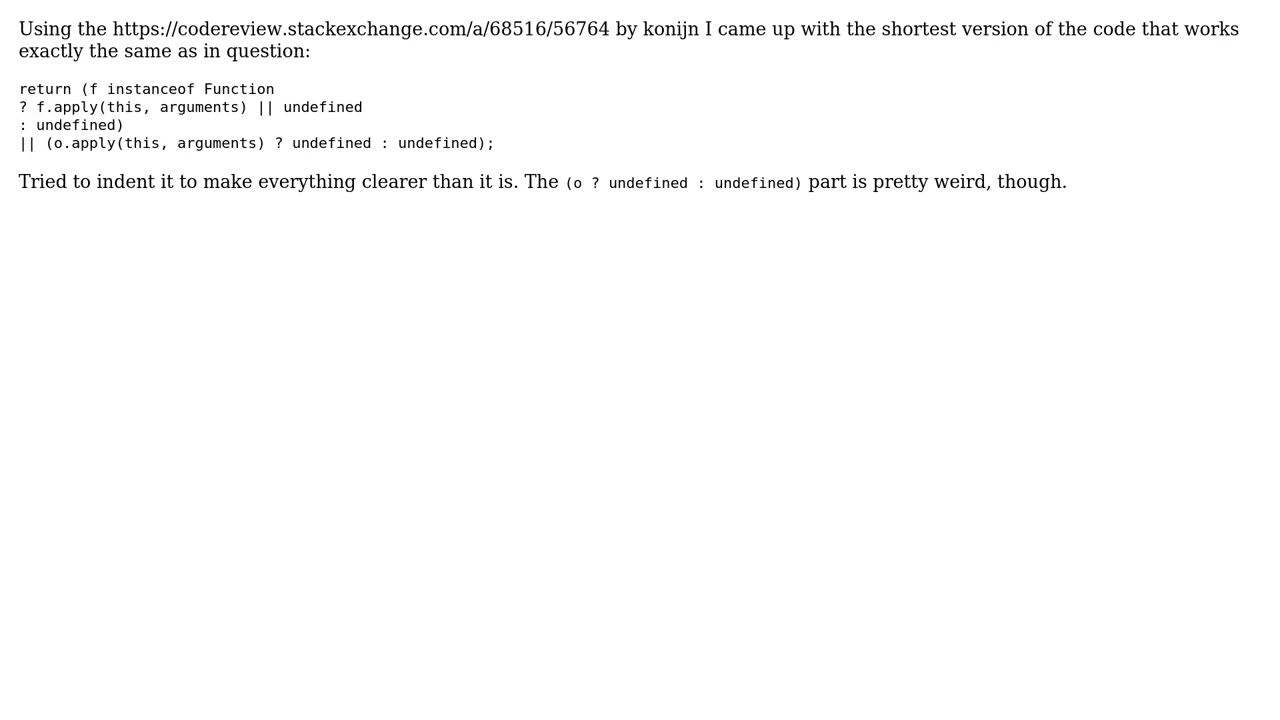 Using the https://codereview.stackexchange.com/a/68516/56764 by konijn I came up with the shortest version of the code that works
exactly the same as in question:
return (f instanceof Function
? f.apply(this, arguments) || undefined
: undefined)
|| (o.apply(this, arguments) ? undefined : undefined);
Tried to indent it to make everything clearer than it is. The (o ? undefined : undefined) part is pretty weird, though.